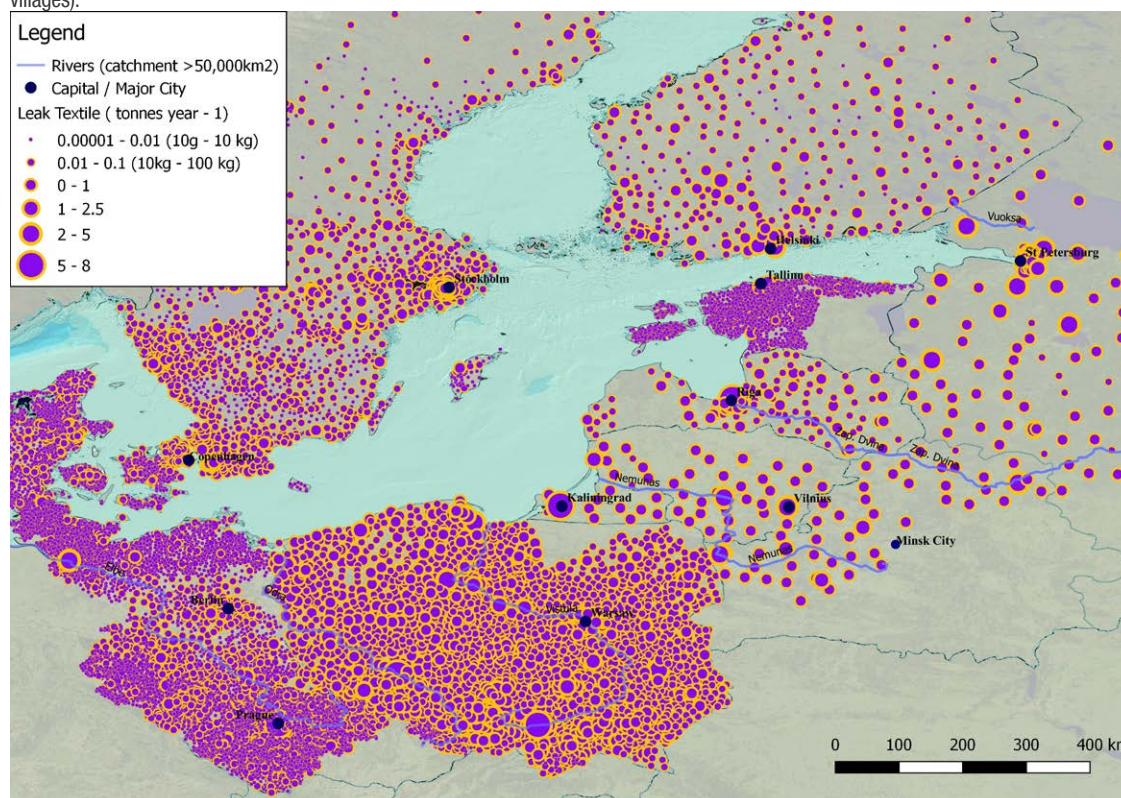 villages).
Legend
Rivers (catchment >50,000km2)
Capital / Major City
Leak Textile ( tonnes year - 1)
0.00001 - 0.01 (10g - 10 kg)
0.01 - 0.1 (10kg - 100 kg)
0 - 1
1 - 2.5
2 - 5
5 - 8
Vuoksa
Helsinki
St Petersburg
Stockholm
Tallinn
Riga
Zap. Dvina
Zap. Dvina
Copenhagen
Nemunas
Kaliningrad
Vilnius
Minsk City
Nemunas
Elbe
Odra
Berlin
Vistula
Warsaw
Prague
0 100 200 300 400 km